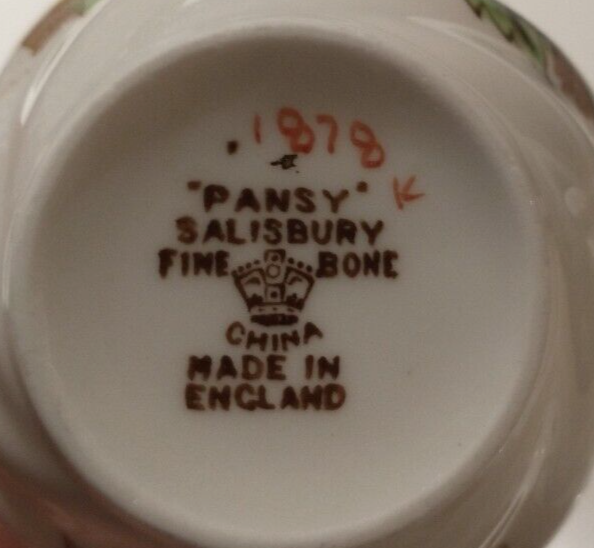 1878
K
"PANSY"
SALISBURY
FINE BONE
CHINA
MADE IN
ENGLAND